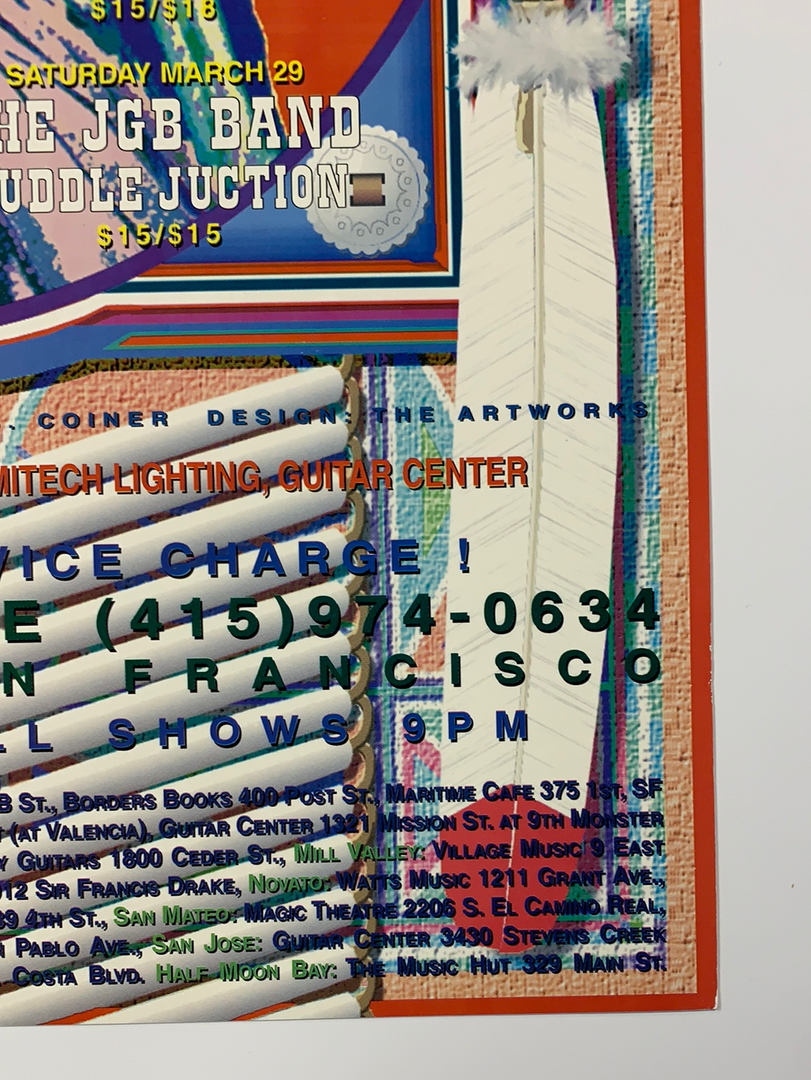 $15/$18
SATURDAY MARCH 29
HE JGB BAND
UDDLE JUCTION
$15/$15
. COINER DESIGN: THE ARTWORKS
MITECH LIGHTING, GUITAR CENTER
VICE CHARGE !
E (415)974-0634
N FRANCISCO
LL SHOWS 9PM
B ST., BORDERS BOOKS 400 POST ST., MARITIME CAFE 375 1ST, SF
T (AT VALENCIA), GUITAR CENTER 1321 MISSION ST. AT 9TH MONSTER
Y GUITARS 1800 CEDER ST., MILL VALLEY: VILLAGE MUSIC 9 EAST
912 SIR FRANCIS DRAKE, NOVATO: WATTS MUSIC 1211 GRANT AVE.,
39 4TH ST., SAN MATEO: MAGIC THEATRE 2206 S. EL CAMINO REAL,
PABLO AVE., SAN JOSE: GUITAR CENTER 3430 STEVENS CREEK
COSTA BLVD. HALF MOON BAY: THE MUSIC HUT 329 MAIN ST.